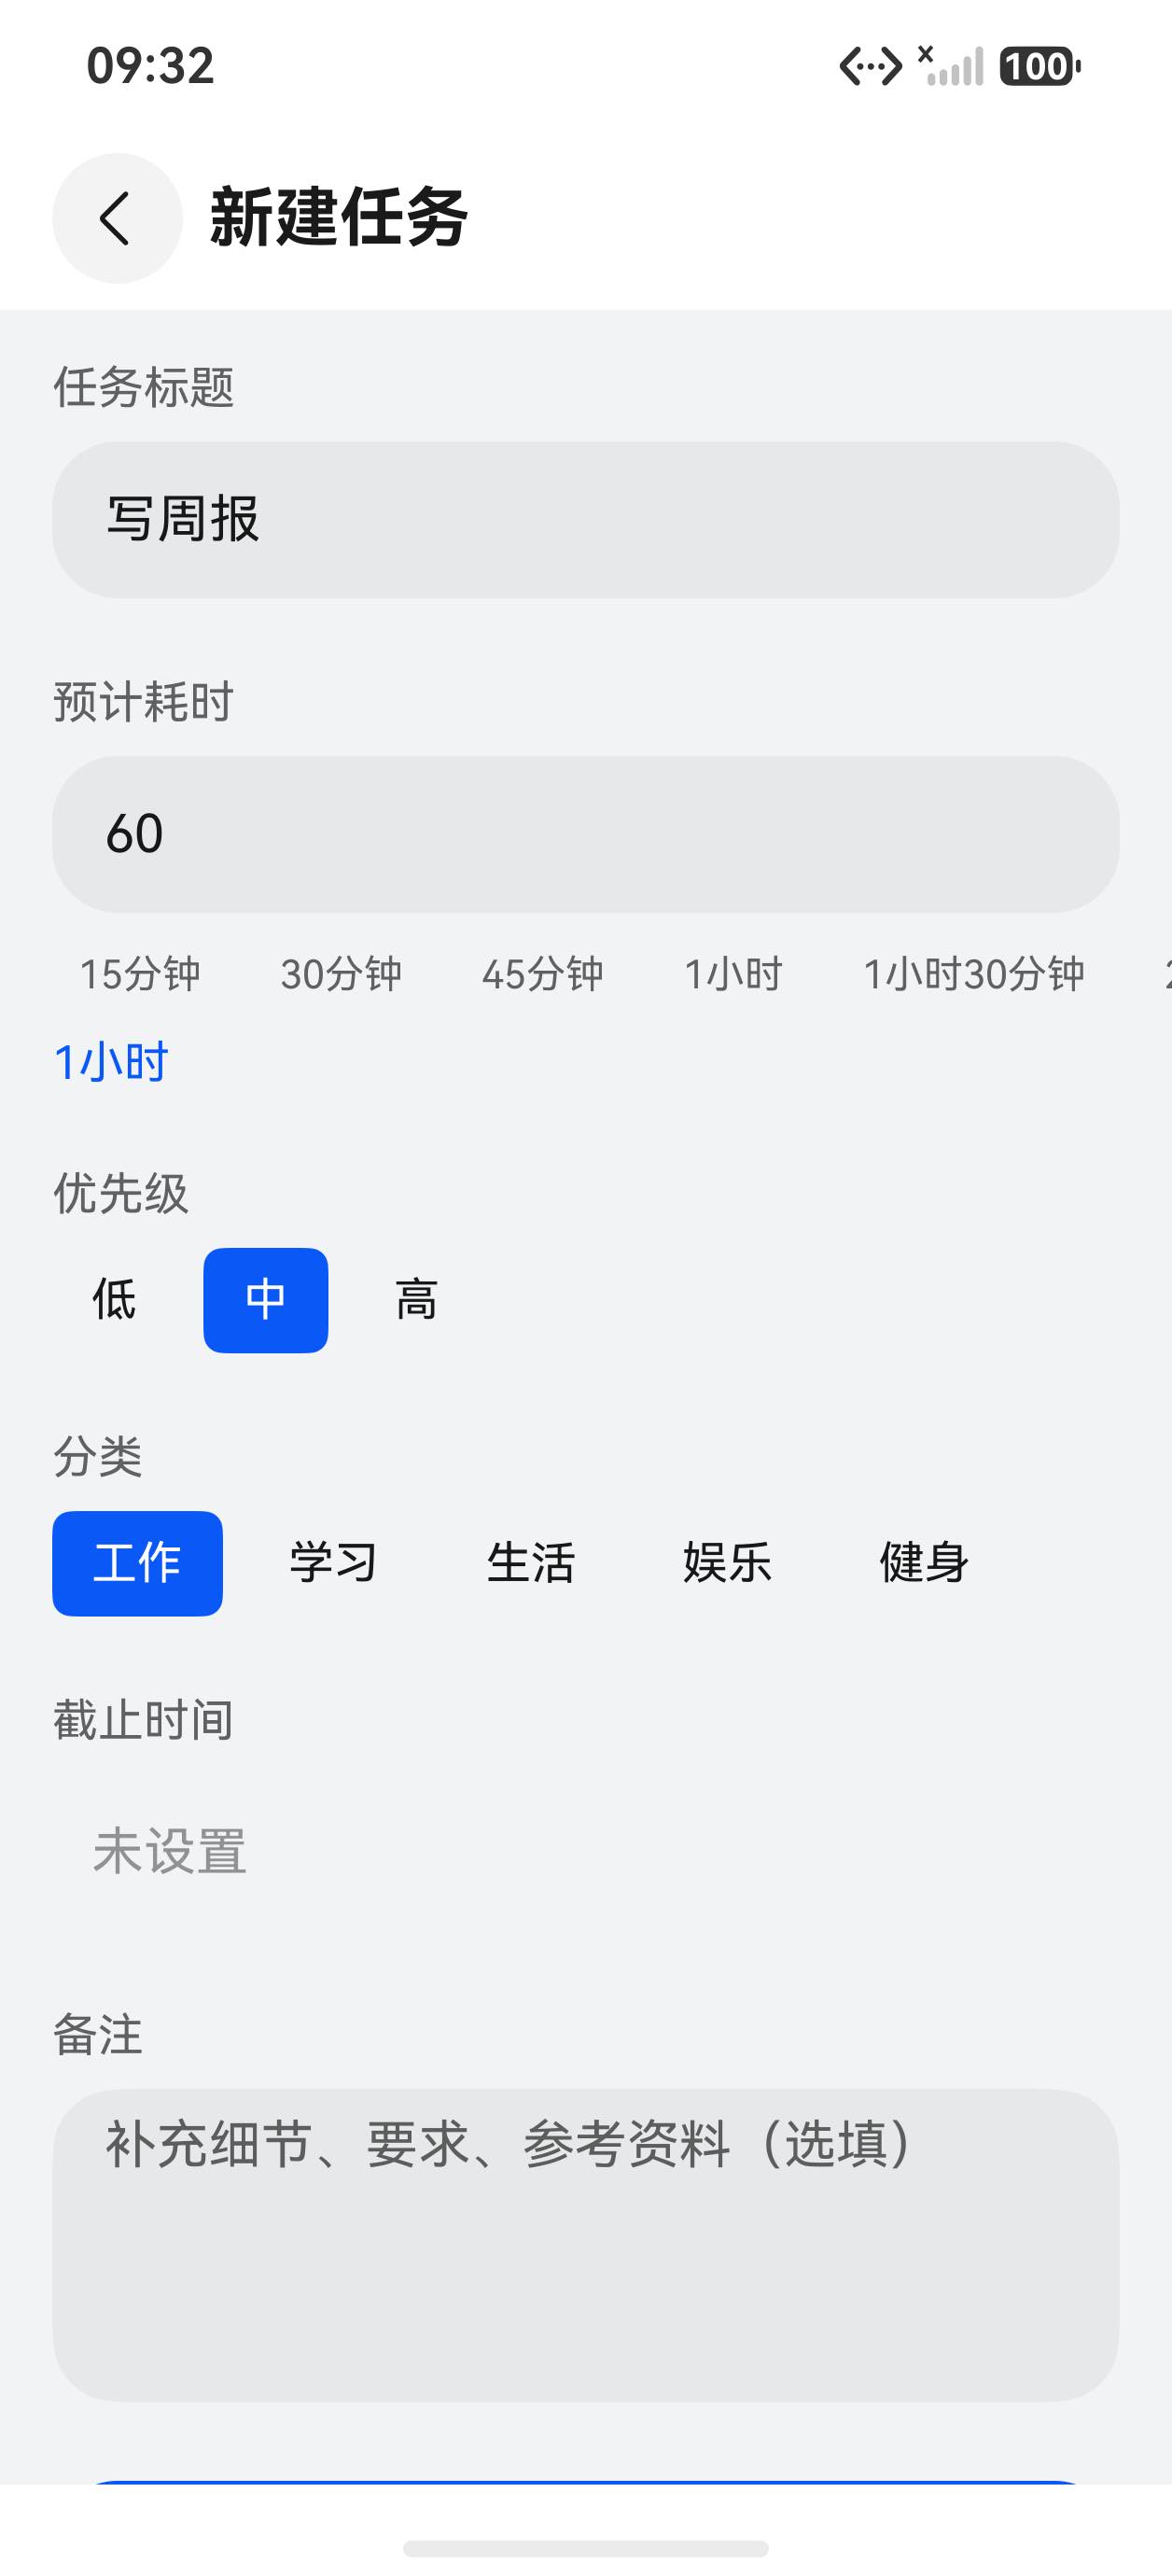 09:32
100
新建任务
任务标题
写周报
预计耗时
60
15分钟 30分钟 45分钟 1小时 1小时30分钟
1小时
优先级
低 中 高
分类
工作 学习 生活 娱乐 健身
截止时间
未设置
备注
补充细节、要求、参考资料（选填）